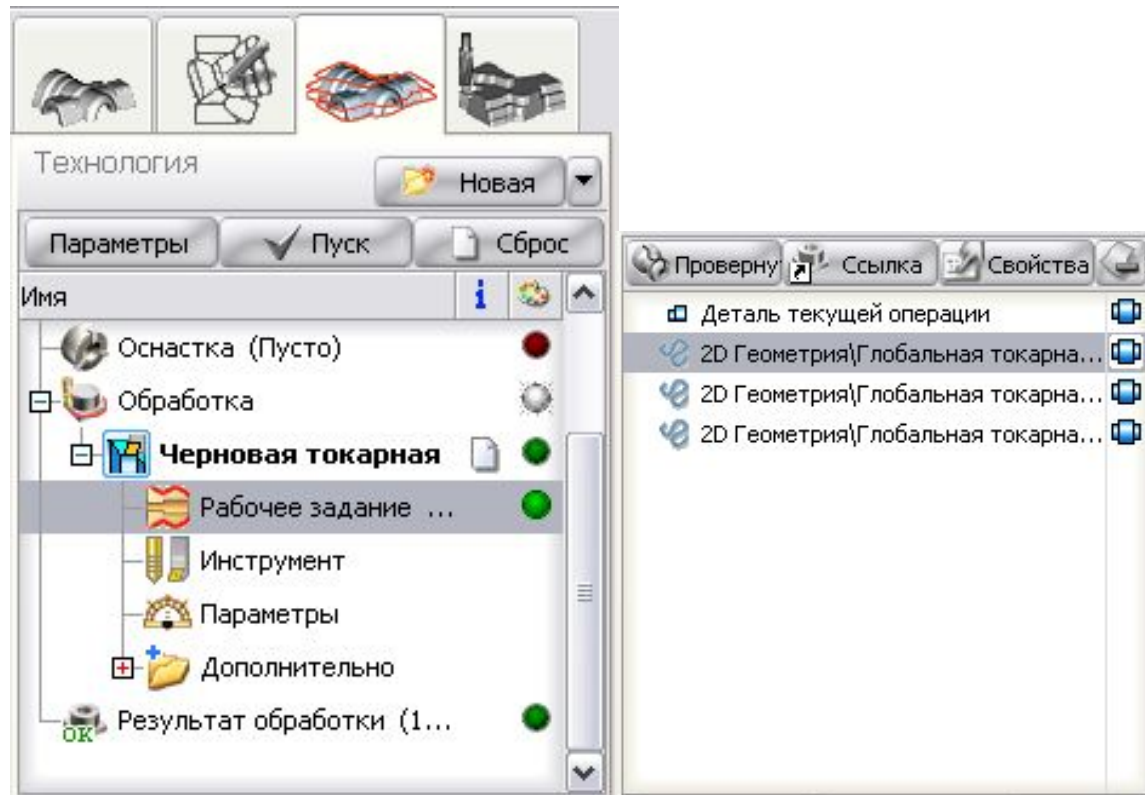 Технология
Новая
Параметры Пуск Сброс
Имя
Оснастка (Пусто)
Обработка
Черновая токарная
Рабочее задание ...
Инструмент
Параметры
Дополнительно
OK Результат обработки (1...
Проверну Ссылка Свойства
Деталь текущей операции
2D Геометрия\Глобальная токарна...
2D Геометрия\Глобальная токарна...
2D Геометрия\Глобальная токарна...